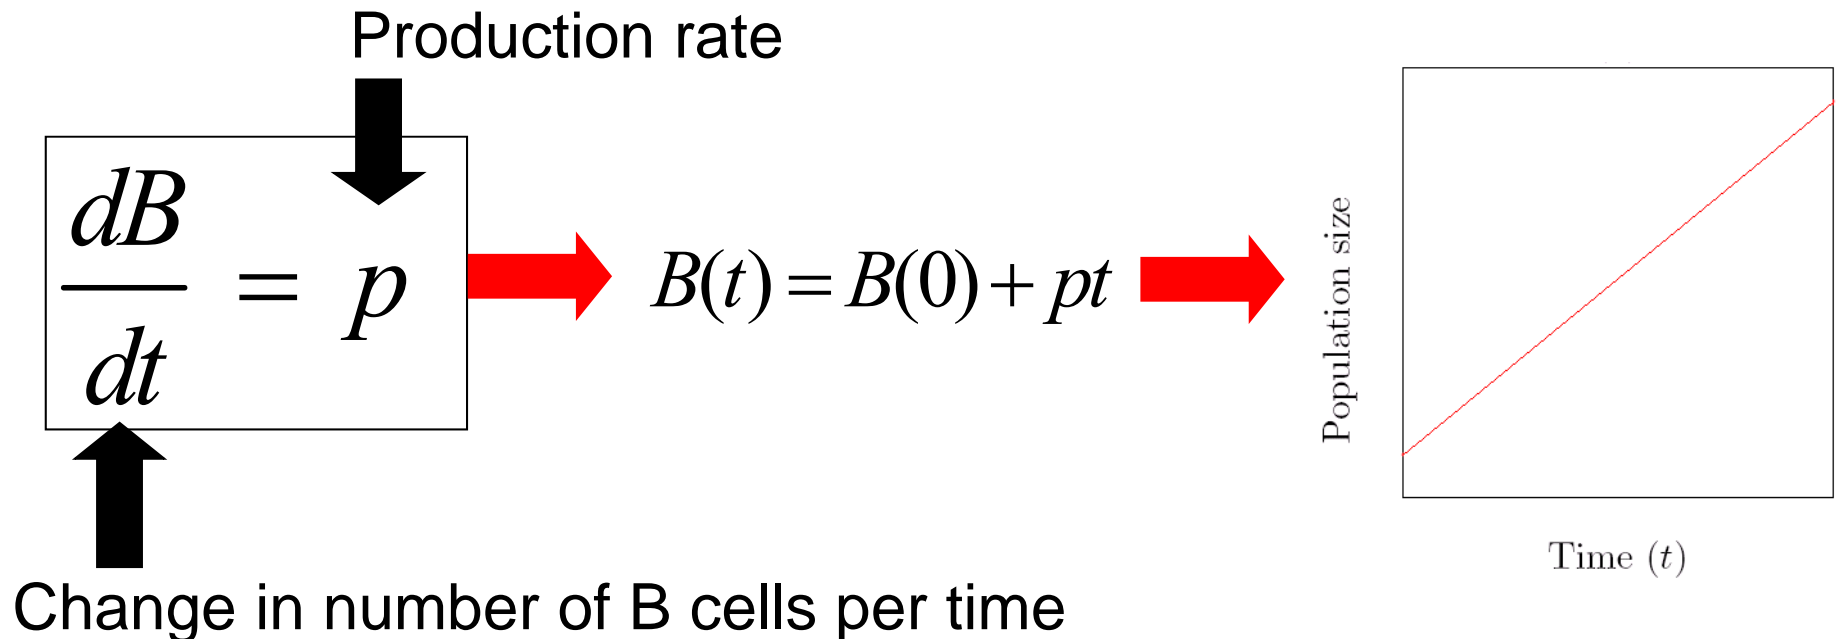 Production rate
dB/dt = p
B(t) = B(0) + pt
Population size
Time (t)
Change in number of B cells per time